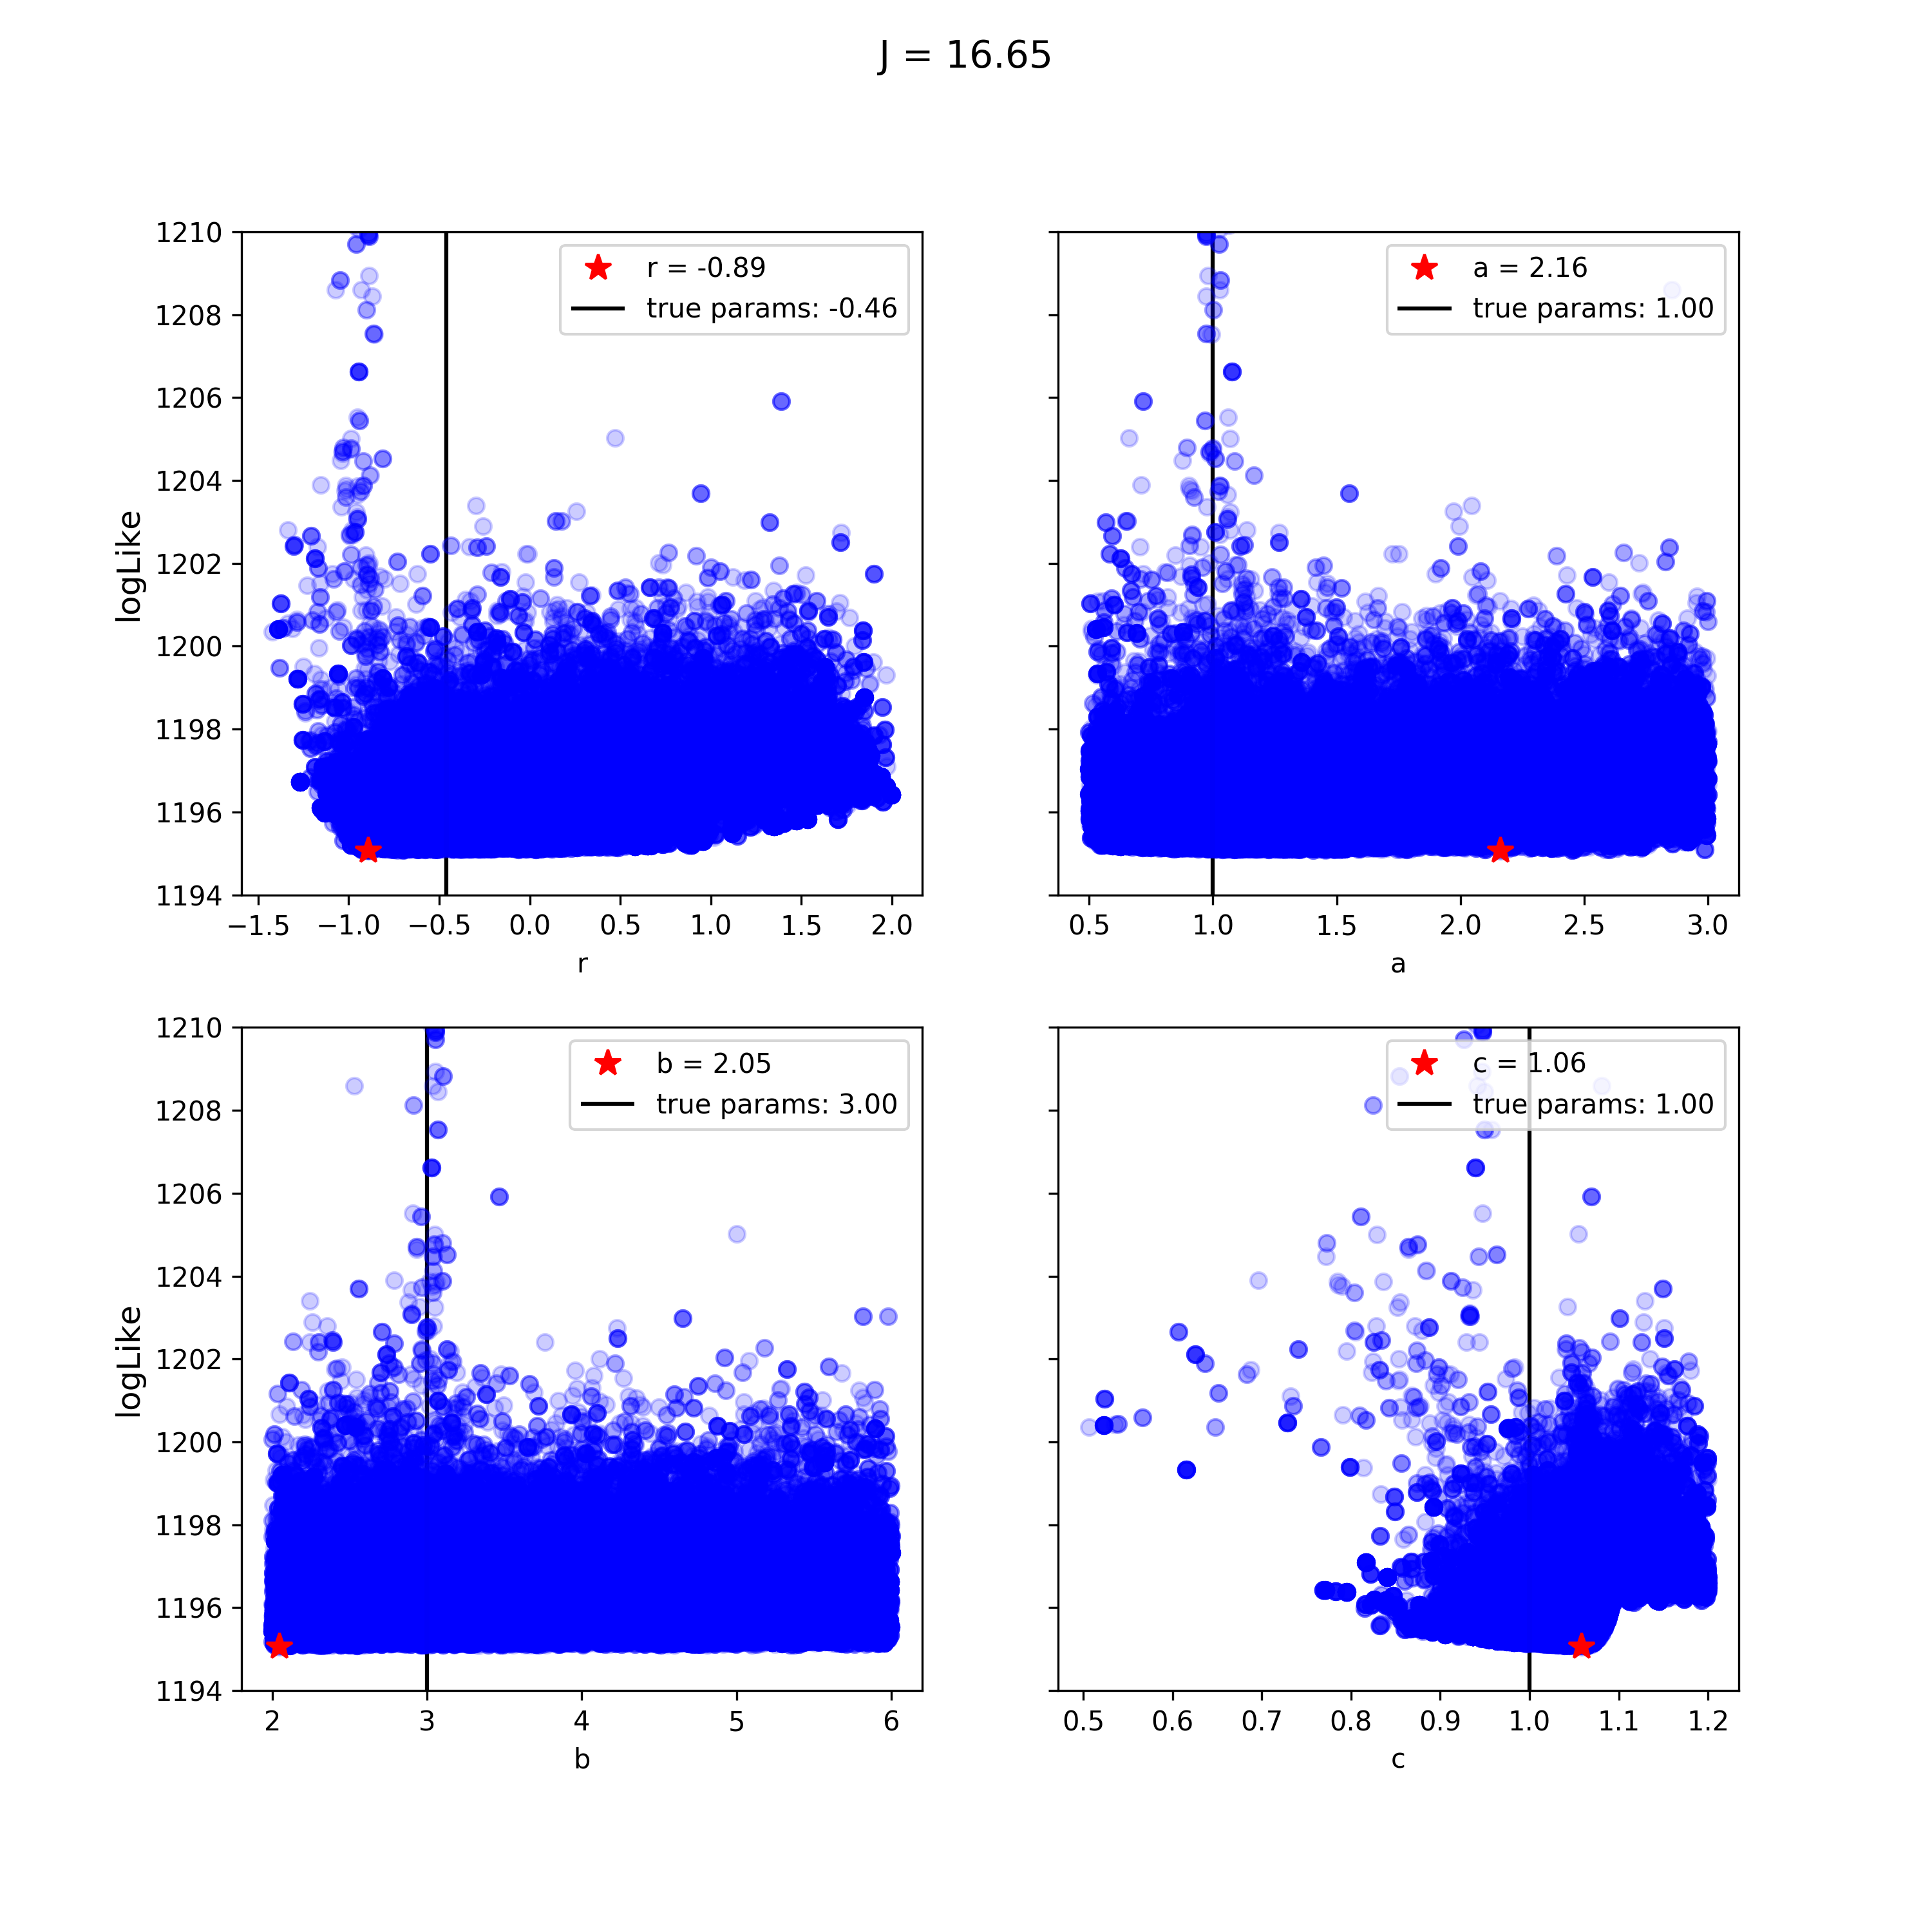 J = 16.65
1210
1208
1206
1204
1202
1200
1198
1196
1194
logLike
r = -0.89
true params: -0.46
−1.5 −1.0 −0.5 0.0 0.5 1.0 1.5 2.0
r
a = 2.16
true params: 1.00
0.5 1.0 1.5 2.0 2.5 3.0
a
1210
1208
1206
1204
1202
1200
1198
1196
1194
logLike
b = 2.05
true params: 3.00
2 3 4 5 6
b
c = 1.06
true params: 1.00
0.5 0.6 0.7 0.8 0.9 1.0 1.1 1.2
c